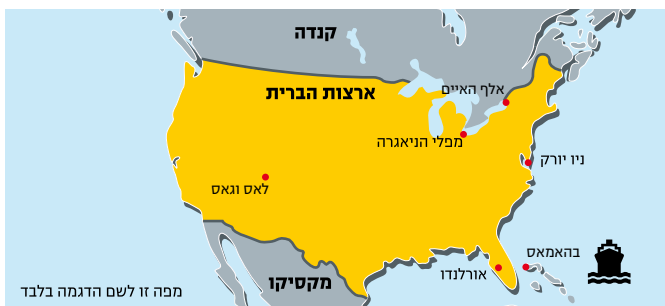 קנדה
אלף האיים
ארצות הברית
מפלי הניאגרה
ניו יורק
לאס וגאס
בהאמאס
אורלנדו
מקסיקו
מפה זו לשם הדגמה בלבד